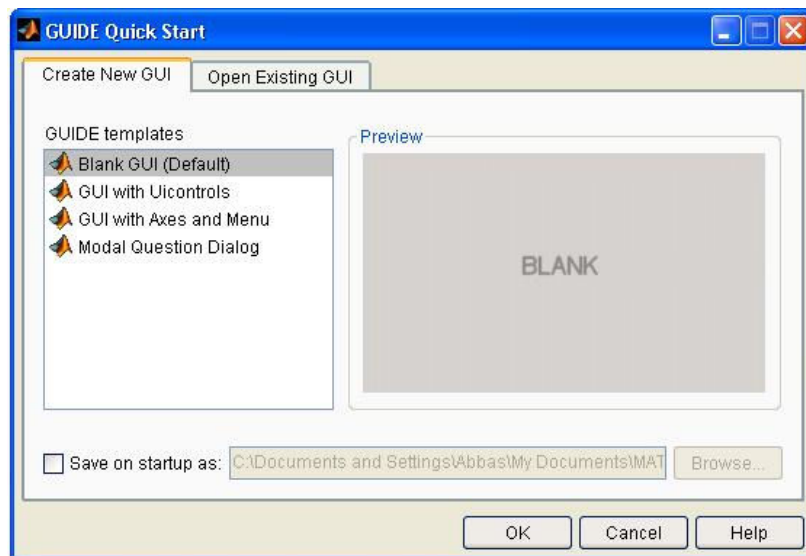 GUIDE Quick Start
Create New GUI
Open Existing GUI
GUIDE templates
Blank GUI (Default)
GUI with Uicontrols
GUI with Axes and Menu
Modal Question Dialog
Preview
BLANK
Save on startup as:
C:\Documents and Settings\Abbas\My Documents\MAT
Browse...
OK
Cancel
Help